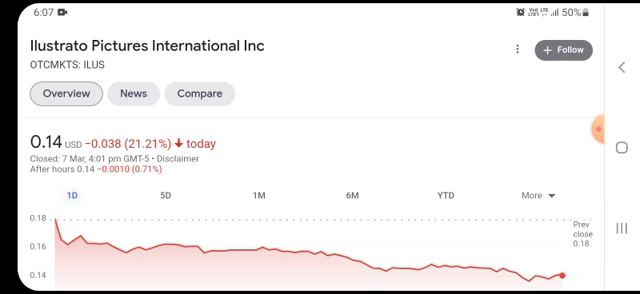 6:07 50%
Ilustrato Pictures International Inc
OTCMKTS: ILUS
+ Follow
Overview News Compare
0.14 USD −0.038 (21.21%) ↓ today
Closed: 7 Mar, 4:01 pm GMT-5 • Disclaimer
After hours 0.14 −0.0010 (0.71%)
1D 5D 1M 6M YTD More
0.18
Prev
close
0.18
0.16
0.14